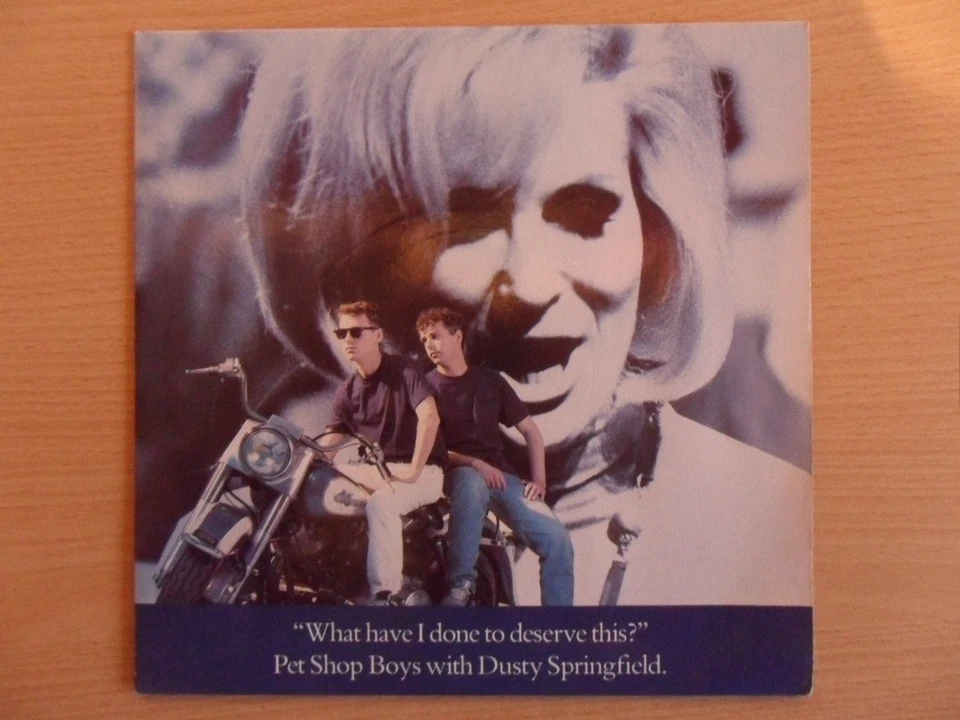 “What have I done to deserve this?”
Pet Shop Boys with Dusty Springfield.